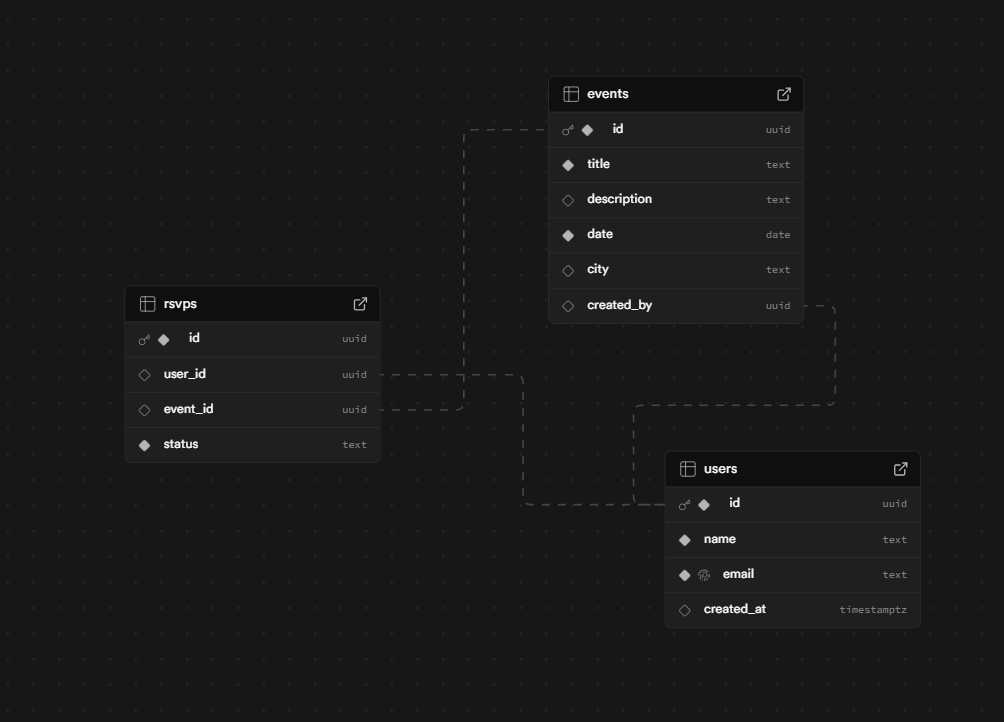 events
id uuid
title text
description text
date date
city text
created_by uuid
rsvps
id uuid
user_id uuid
event_id uuid
status text
users
id uuid
name text
email text
created_at timestamptz